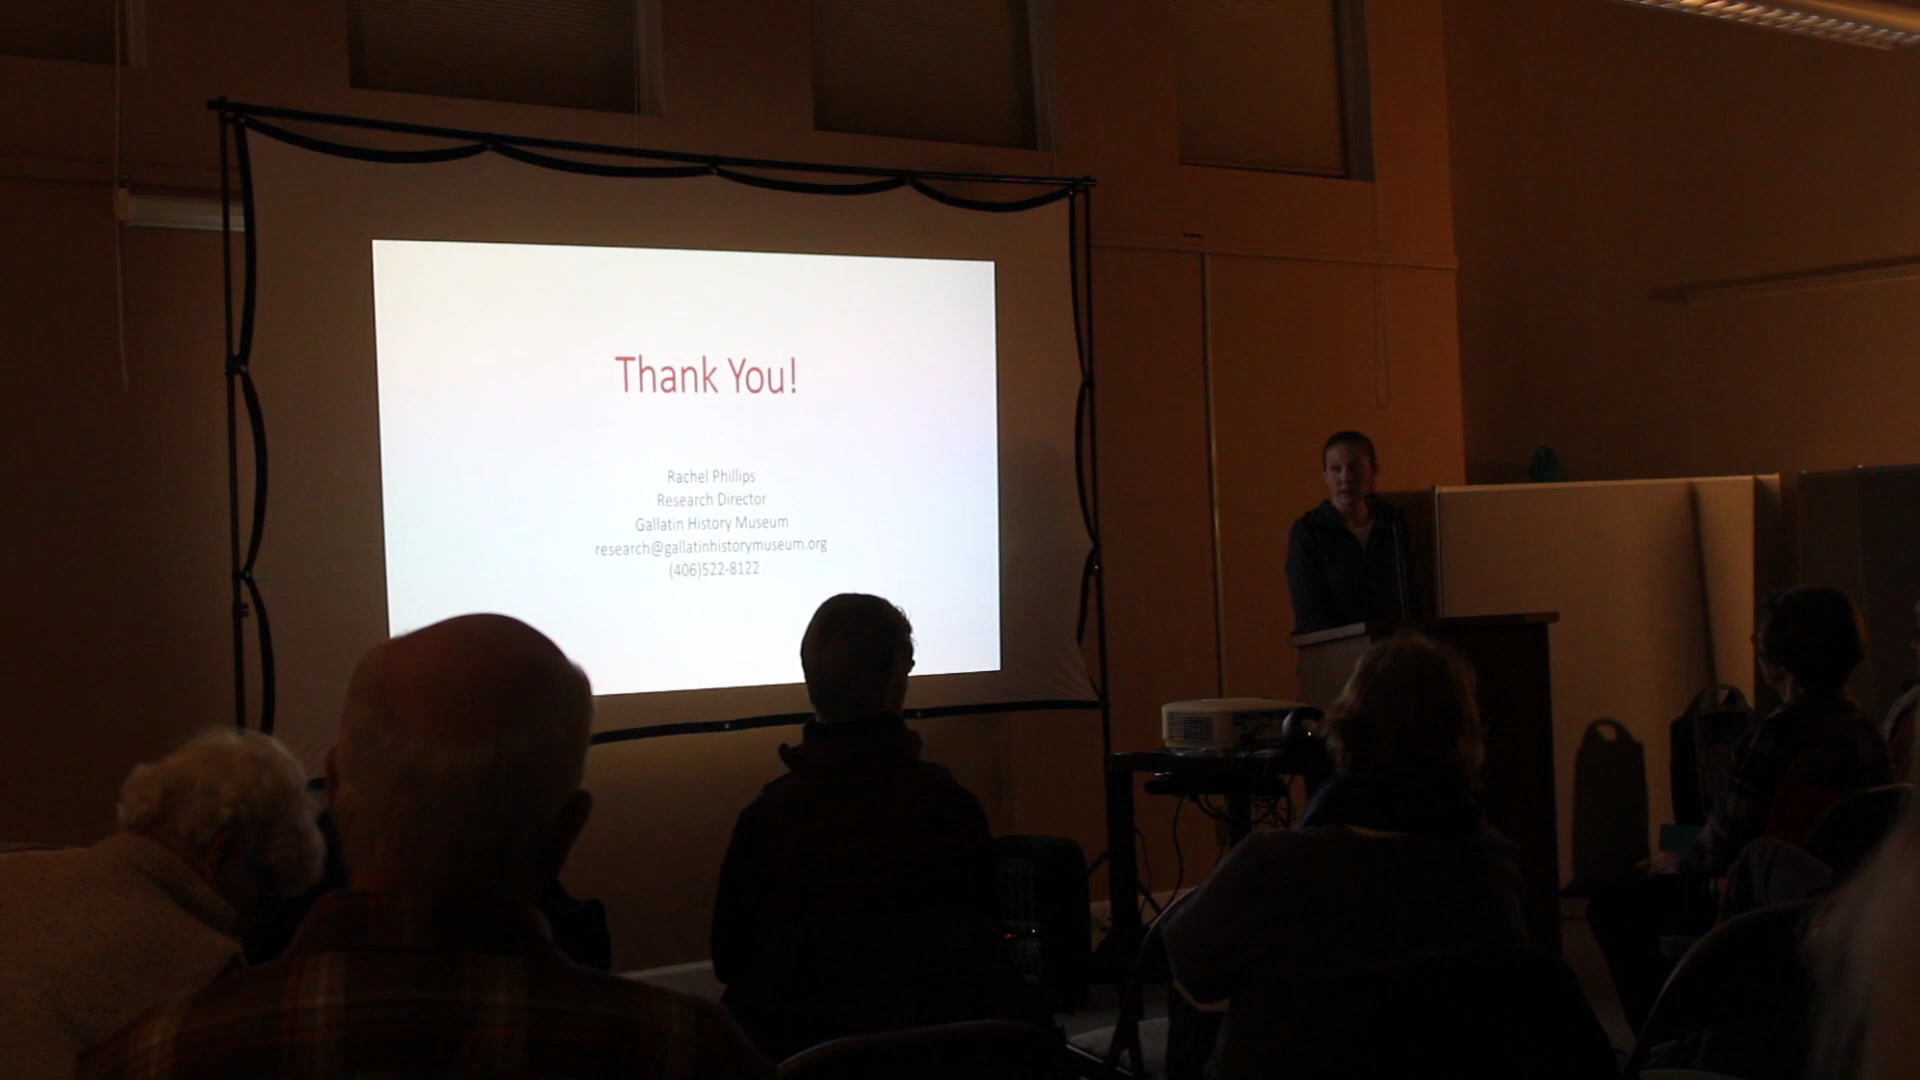 Thank You!
Rachel Phillips
Research Director
Gallatin History Museum
research@gallatinhistorymuseum.org
(406)522-8122